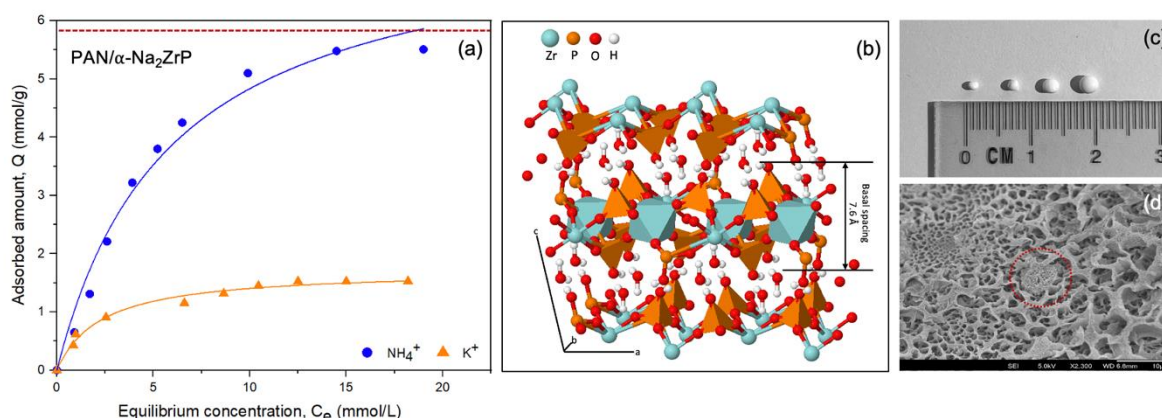 6
5
4
3
2
1
0
Adsorbed amount, Q (mmol/g)
PAN/α-Na₂ZrP
(a)
NH₄⁺ K⁺
0 5 10 15 20
Equilibrium concentration, Cₑ (mmol/L)
(b)
Zr P O H
Basal spacing
7.6 Å
c
b
a
(c)
0 CM 1 2 3
(d)
SEI 5.0kV X2,300 WD 6.8mm 10μ